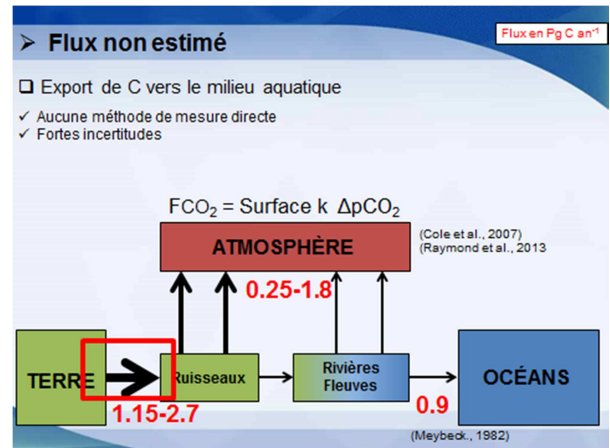 ➢ Flux non estimé
Flux en Pg C an⁻¹
❑ Export de C vers le milieu aquatique
✓ Aucune méthode de mesure directe
✓ Fortes incertitudes
FCO₂ = Surface k ΔpCO₂
ATMOSPHÈRE
(Cole et al., 2007)
(Raymond et al., 2013
0.25-1.8
TERRE
Ruisseaux
Rivières
Fleuves
OCÉANS
1.15-2.7
0.9
(Meybeck., 1982)